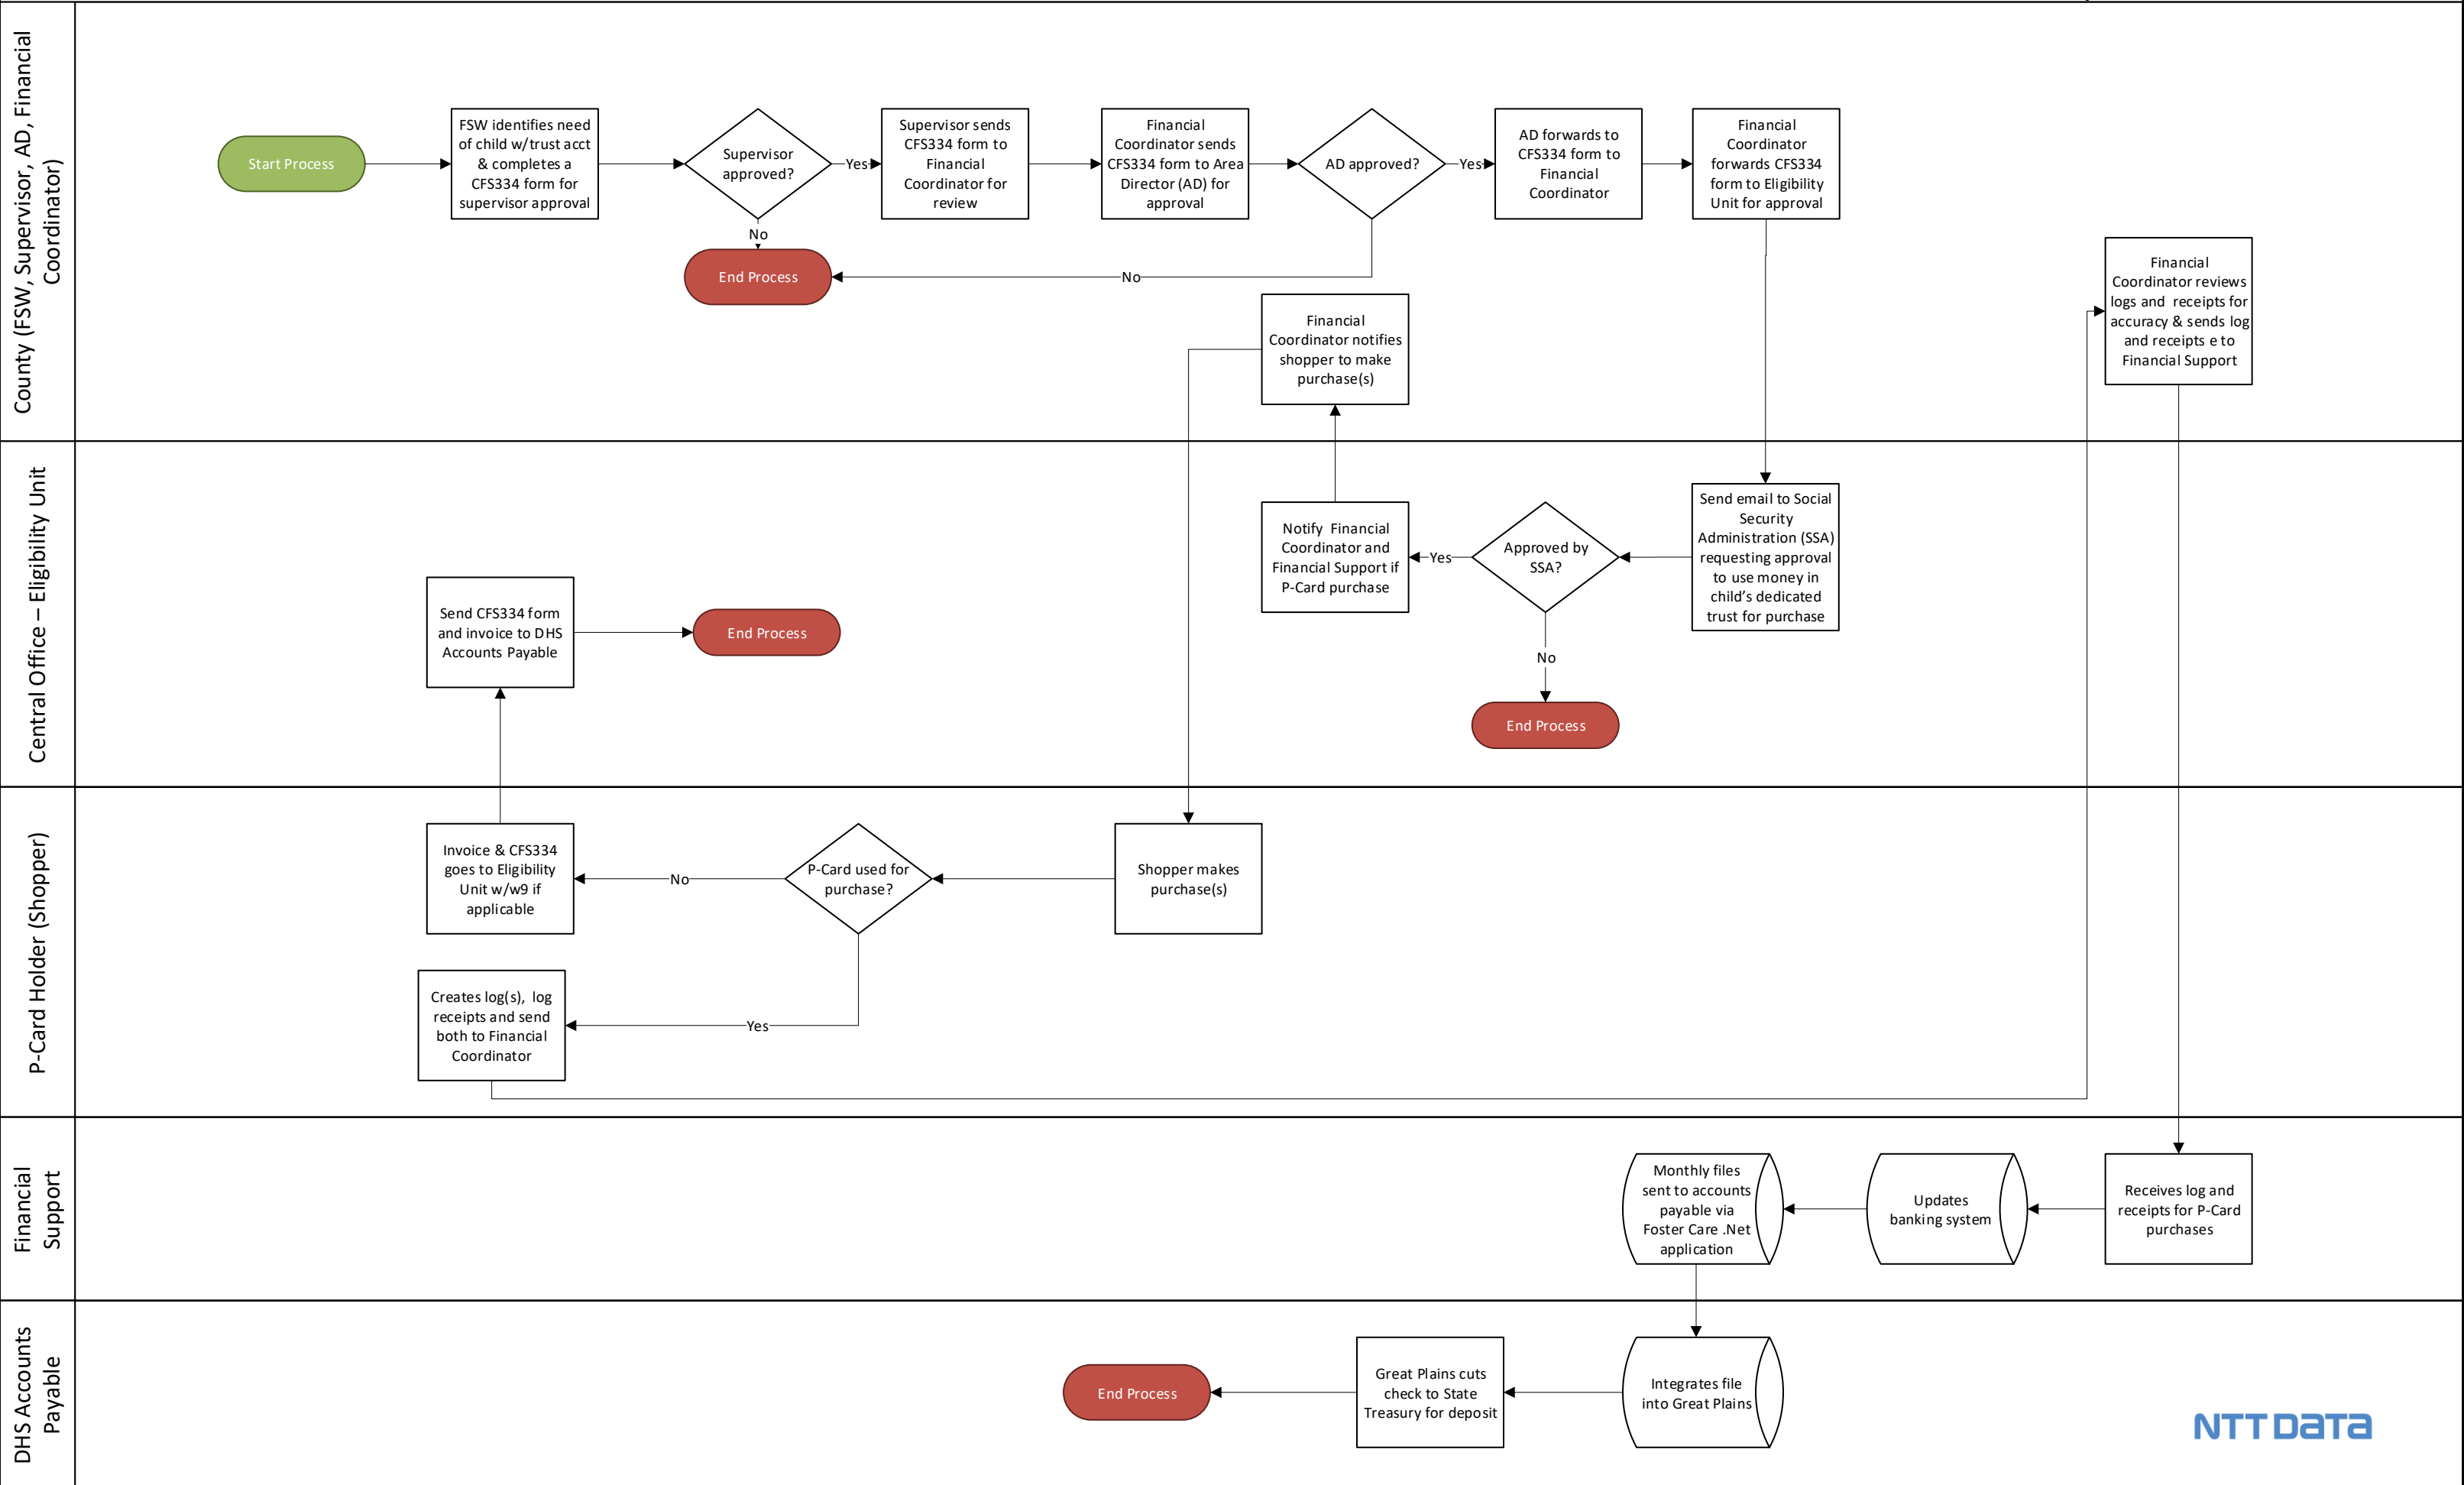 County (FSW, Supervisor, AD, Financial
Coordinator)
Start Process
FSW identifies need
of child w/trust acct
& completes a
CFS334 form for
supervisor approval
Supervisor
approved?
Yes
No
End Process
Supervisor sends
CFS334 form to
Financial
Coordinator for
review
Financial
Coordinator sends
CFS334 form to Area
Director (AD) for
approval
AD approved?
Yes
No
AD forwards to
CFS334 form to
Financial
Coordinator
Financial
Coordinator
forwards CFS334
form to Eligibility
Unit for approval
Financial
Coordinator notifies
shopper to make
purchase(s)
Financial
Coordinator reviews
logs and receipts for
accuracy & sends log
and receipts e to
Financial Support
Central Office – Eligibility Unit
Send CFS334 form
and invoice to DHS
Accounts Payable
End Process
Notify Financial
Coordinator and
Financial Support if
P-Card purchase
Yes
Approved by
SSA?
No
End Process
Send email to Social
Security
Administration (SSA)
requesting approval
to use money in
child’s dedicated
trust for purchase
P-Card Holder (Shopper)
Invoice & CFS334
goes to Eligibility
Unit w/w9 if
applicable
No
P-Card used for
purchase?
Shopper makes
purchase(s)
Creates log(s), log
receipts and send
both to Financial
Coordinator
Yes
Financial
Support
Monthly files
sent to accounts
payable via
Foster Care .Net
application
Updates
banking system
Receives log and
receipts for P-Card
purchases
DHS Accounts
Payable
End Process
Great Plains cuts
check to State
Treasury for deposit
Integrates file
into Great Plains
NTT DATA